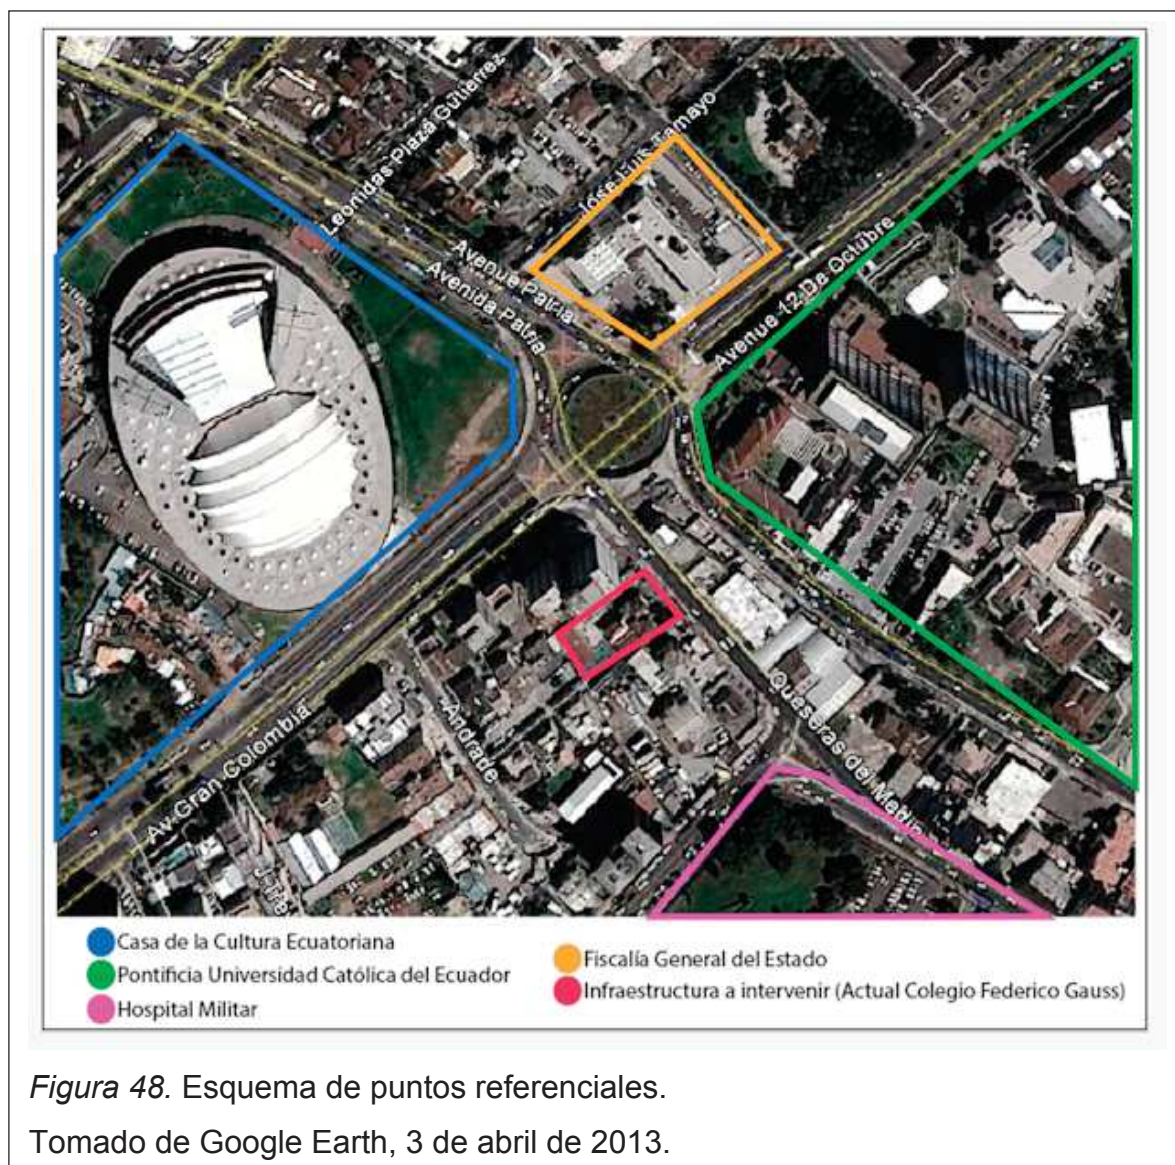 Leonidas Plaza Gutierrez
José Luis Tamayo
Avenue Patria
Avenida Patria
Avenue 12 De Octubre
Queseras del Medio
Andrade
Av Gran Colombia
Casa de la Cultura Ecuatoriana
Pontificia Universidad Católica del Ecuador
Hospital Militar
Fiscalía General del Estado
Infraestructura a intervenir (Actual Colegio Federico Gauss)
Figura 48. Esquema de puntos referenciales.
Tomado de Google Earth, 3 de abril de 2013.